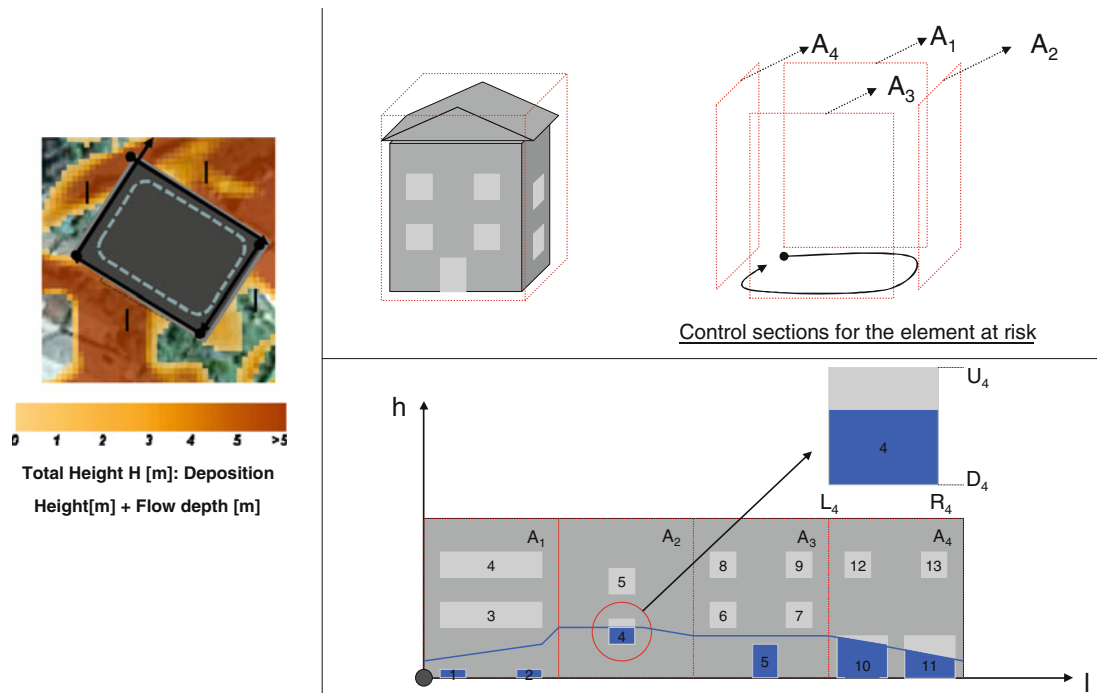 0 1 2 3 4 5 >5
Total Height H [m]: Deposition
Height[m] + Flow depth [m]
I
I
I
I
A4
A1
A2
A3
Control sections for the element at risk
h
U4
4
D4
L4
R4
A1
A2
A3
A4
4
5
8
9
12
13
3
4
6
7
1
2
5
10
11
l